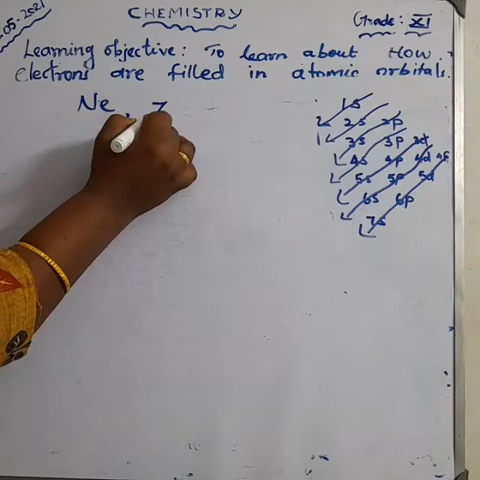 05-2021
CHEMISTRY
Grade: XI
Learning objective: To learn about How
electrons are filled in atomic orbitals.
Ne, Z
1s
2s 2p
3s 3p 3d
4s 4p 4d 4f
5s 5p 5d
6s 6p
7s